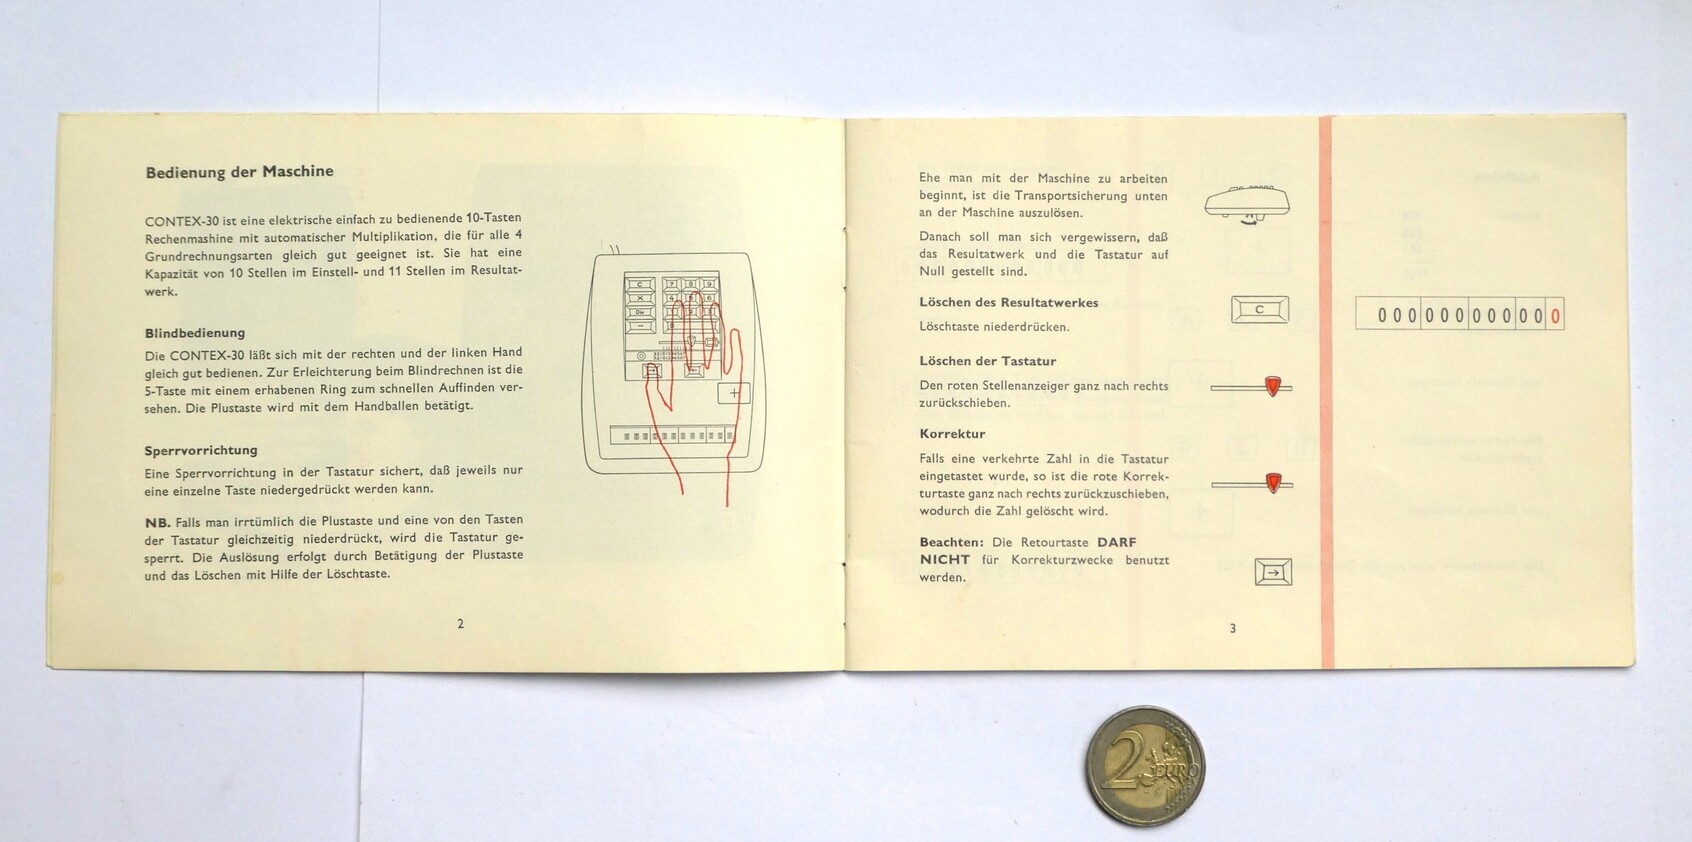 Bedienung der Maschine
CONTEX-30 ist eine elektrische einfach zu bedienende 10-Tasten
Rechenmashine mit automatischer Multiplikation, die für alle 4
Grundrechnungsarten gleich gut geeignet ist. Sie hat eine
Kapazität von 10 Stellen im Einstell- und 11 Stellen im Resultat-
werk.
Blindbedienung
Die CONTEX-30 läßt sich mit der rechten und der linken Hand
gleich gut bedienen. Zur Erleichterung beim Blindrechnen ist die
5-Taste mit einem erhabenen Ring zum schnellen Auffinden ver-
sehen. Die Plustaste wird mit dem Handballen betätigt.
Sperrvorrichtung
Eine Sperrvorrichtung in der Tastatur sichert, daß jeweils nur
eine einzelne Taste niedergedrückt werden kann.
NB. Falls man irrtümlich die Plustaste und eine von den Tasten
der Tastatur gleichzeitig niederdrückt, wird die Tastatur ge-
sperrt. Die Auslösung erfolgt durch Betätigung der Plustaste
und das Löschen mit Hilfe der Löschtaste.
C 7 8 9
X 4 5 6
Div
−
+
2
Ehe man mit der Maschine zu arbeiten
beginnt, ist die Transportsicherung unten
an der Maschine auszulösen.
Danach soll man sich vergewissern, daß
das Resultatwerk und die Tastatur auf
Null gestellt sind.
Löschen des Resultatwerkes
Löschtaste niederdrücken.
C
00000000000
Löschen der Tastatur
Den roten Stellenanzeiger ganz nach rechts
zurückschieben.
Korrektur
Falls eine verkehrte Zahl in die Tastatur
eingetastet wurde, so ist die rote Korrek-
turtaste ganz nach rechts zurückzuschieben,
wodurch die Zahl gelöscht wird.
Beachten: Die Retourtaste DARF
NICHT für Korrekturzwecke benutzt
werden.
→
3
2 EURO